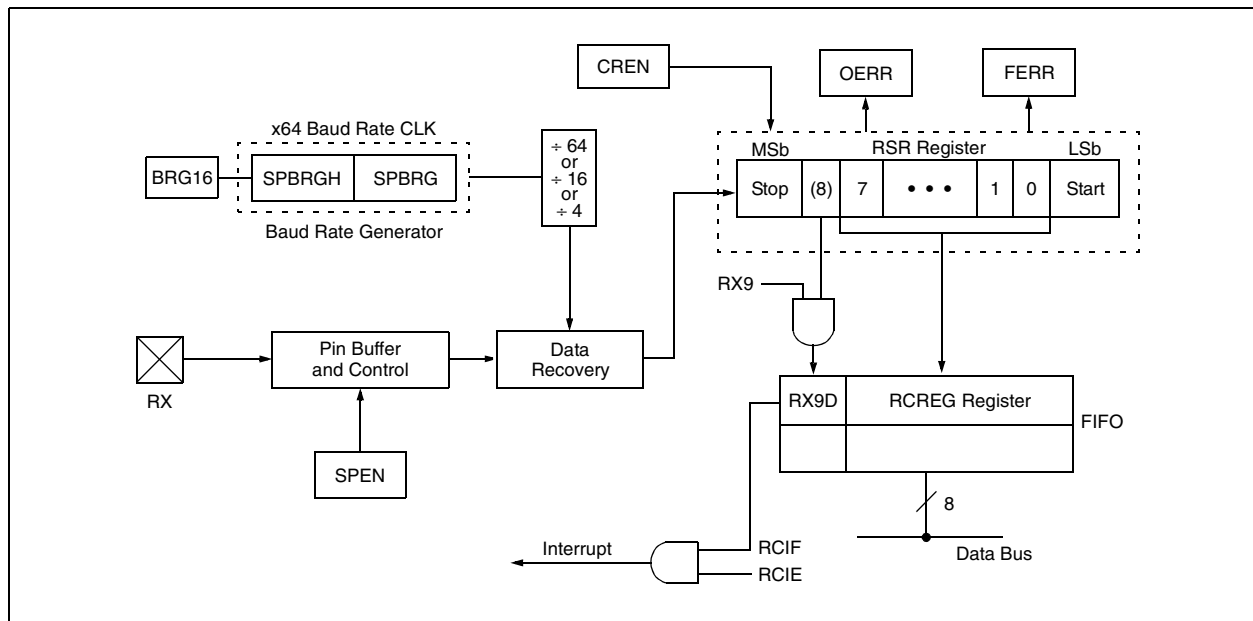 CREN
OERR
FERR
x64 Baud Rate CLK
BRG16
SPBRGH
SPBRG
Baud Rate Generator
÷ 64
or
÷ 16
or
÷ 4
MSb
RSR Register
LSb
Stop
(8)
7
• • •
1
0
Start
RX9
RX
Pin Buffer
and Control
Data
Recovery
SPEN
RX9D
RCREG Register
FIFO
8
Data Bus
Interrupt
RCIF
RCIE